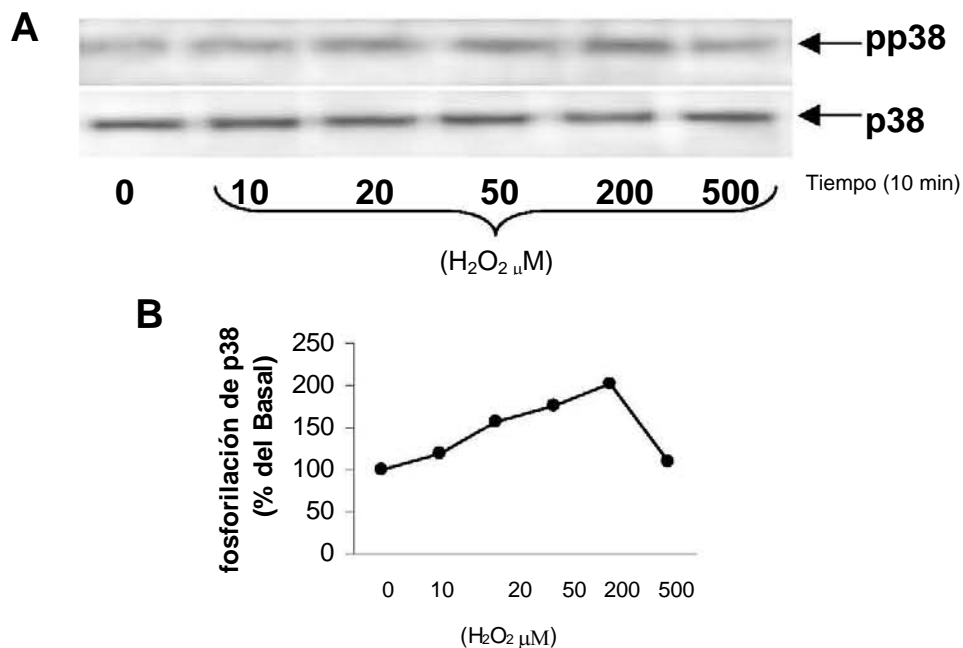 A
pp38
p38
0 10 20 50 200 500 Tiempo (10 min)
(H₂O₂ μM)
B
fosforilación de p38
(% del Basal)
250
200
150
100
50
0
0 10 20 50 200 500
(H₂O₂ μM)